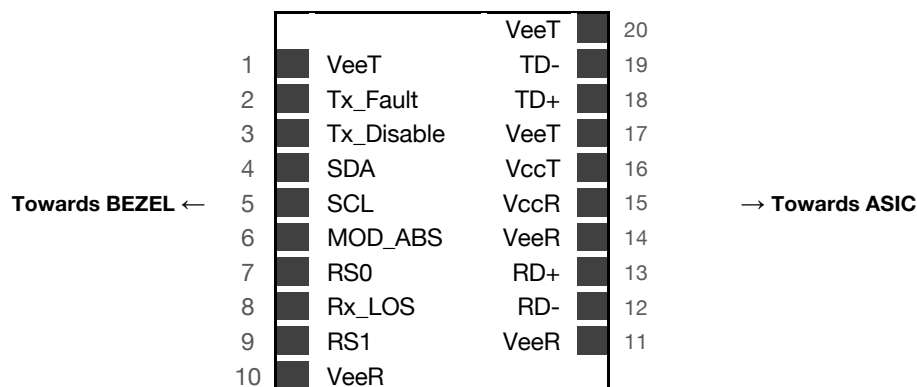 VeeT 20
1 VeeT TD- 19
2 Tx_Fault TD+ 18
3 Tx_Disable VeeT 17
4 SDA VccT 16
Towards BEZEL ← 5 SCL VccR 15 → Towards ASIC
6 MOD_ABS VeeR 14
7 RS0 RD+ 13
8 Rx_LOS RD- 12
9 RS1 VeeR 11
10 VeeR